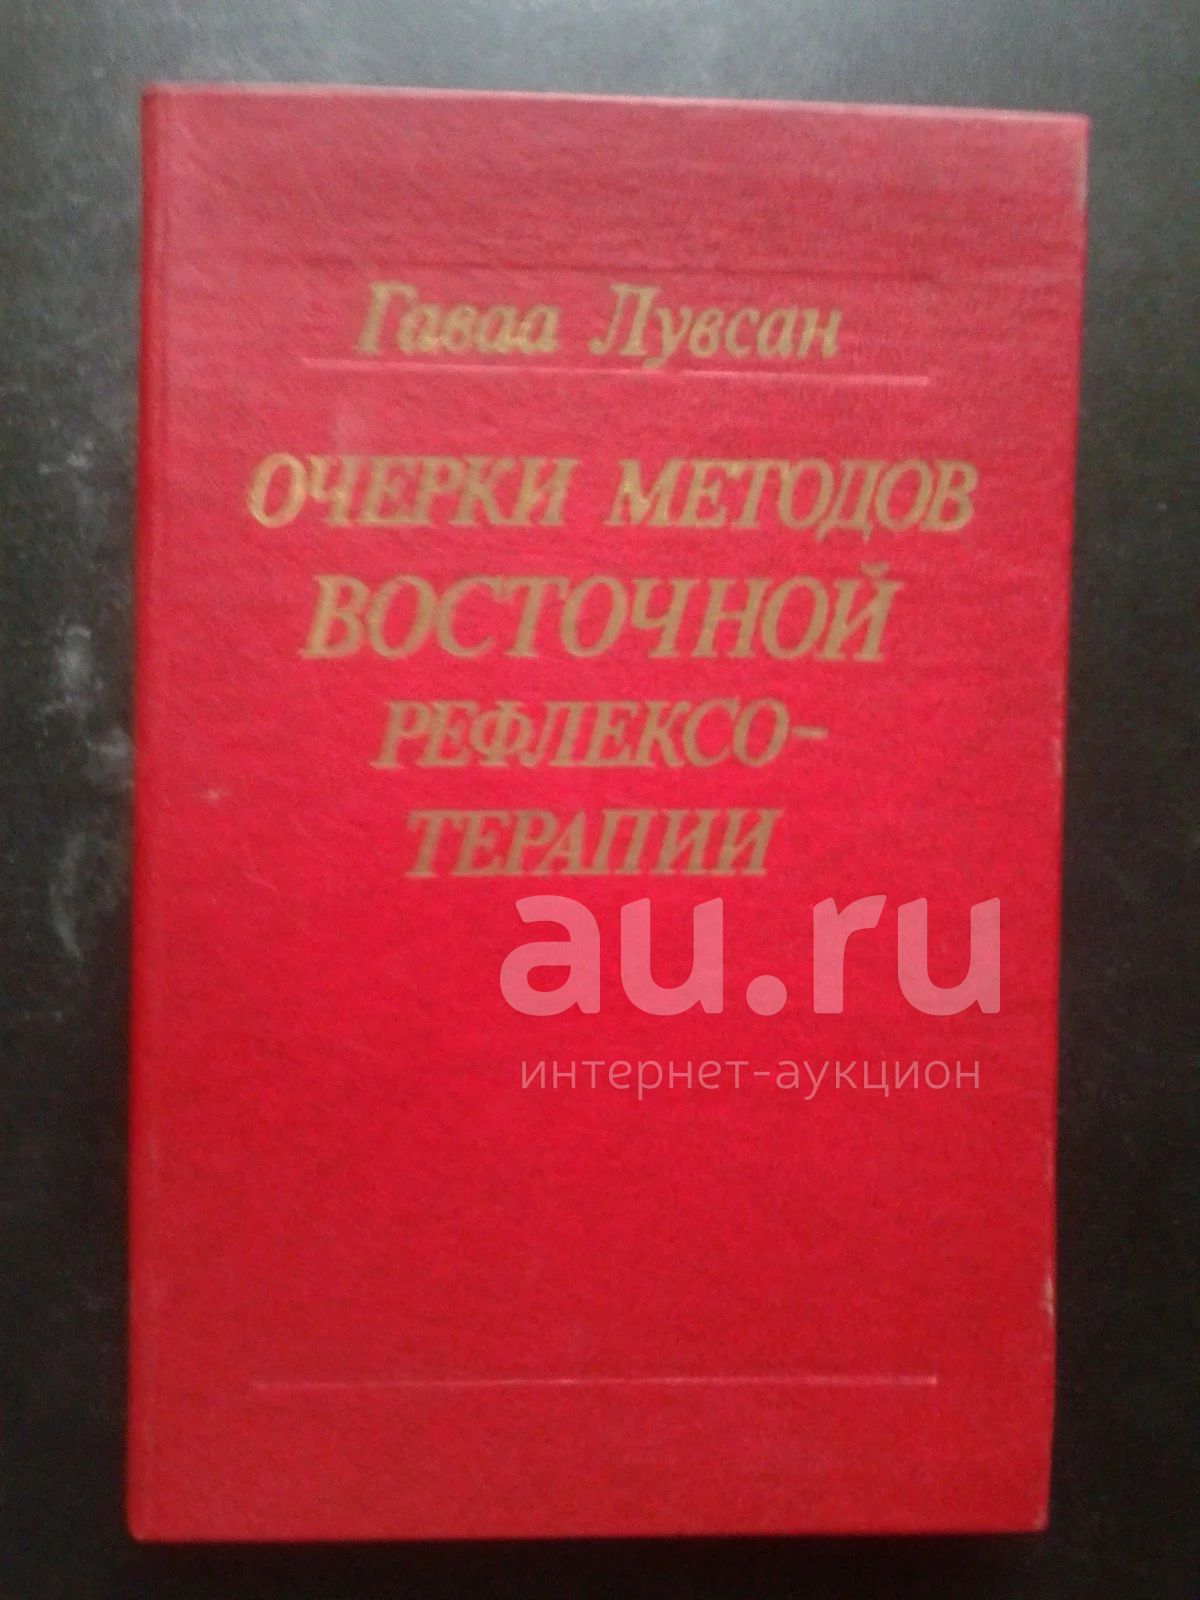 Гаваа Лувсан
ОЧЕРКИ МЕТОДОВ
ВОСТОЧНОЙ
РЕФЛЕКСО-
ТЕРАПИИ
au.ru
интернет-аукцион